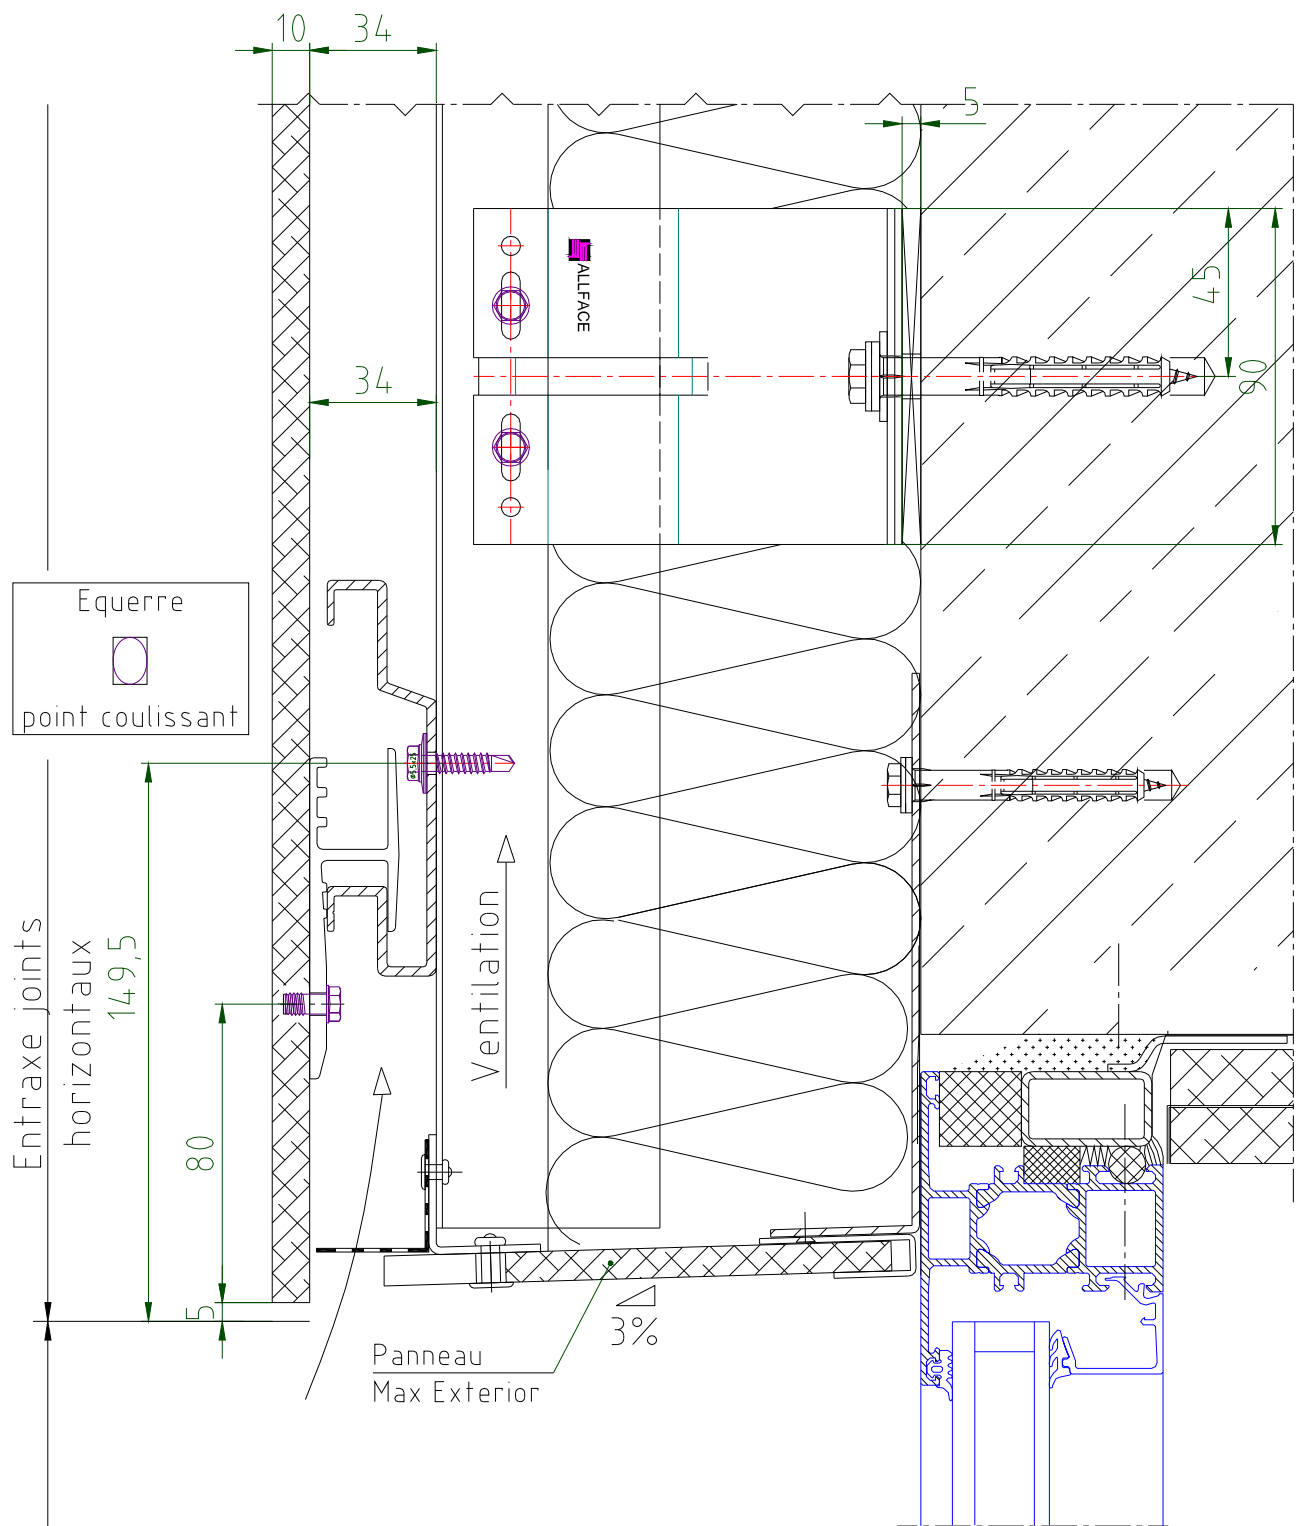 10
34
5
45
90
ALLFACE
34
Equerre
point coulissant
Entraxe joints
horizontaux
149,5
Ventilation
80
5
3%
Panneau
Max Exterior